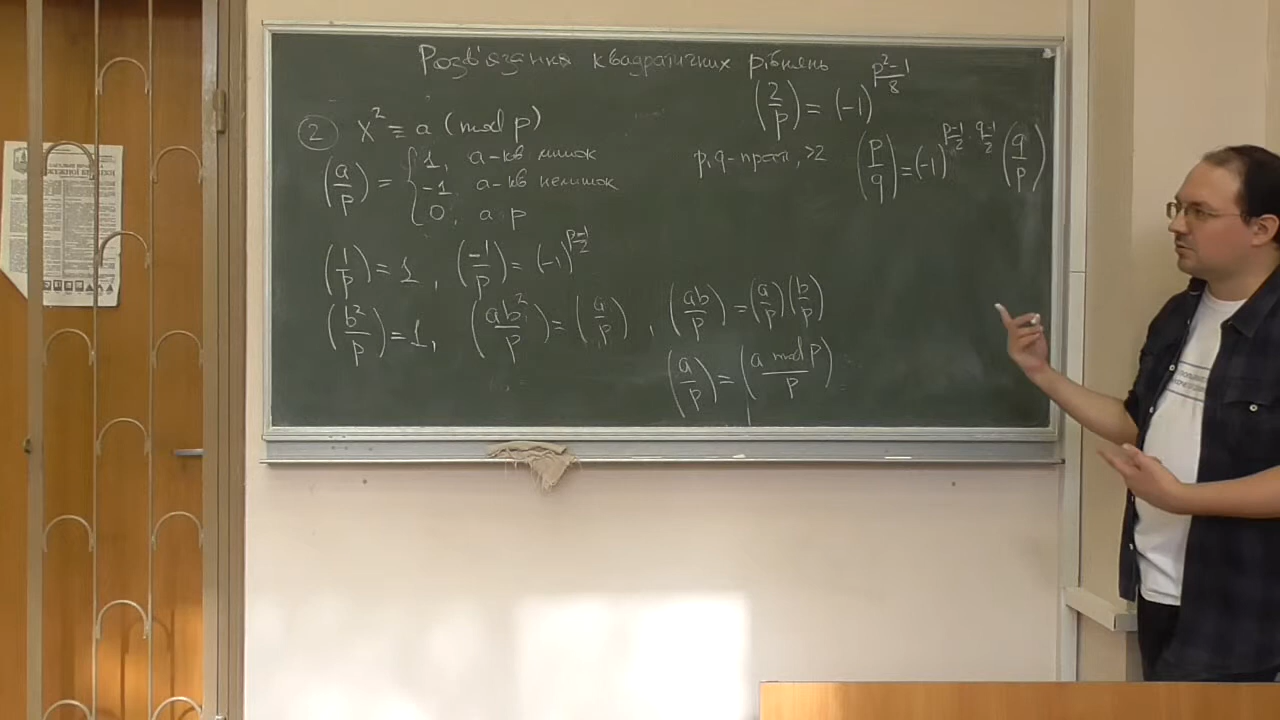 Розв'язання квадратичних рівнянь
(2/p) = (-1)^((p²-1)/8)
② x² ≡ a (mod p)
p, q - прості, >2 (p/q) = (-1)^((p-1)/2 · (q-1)/2) (q/p)
(a/p) = { 1, a - кв лишок
-1, a - кв нелишок
0, a p
(1/p) = 1, (-1/p) = (-1)^((p-1)/2)
(b²/p) = 1, (ab²/p) = (a/p), (ab/p) = (a/p)(b/p)
(a/p) = (a mod p/p)